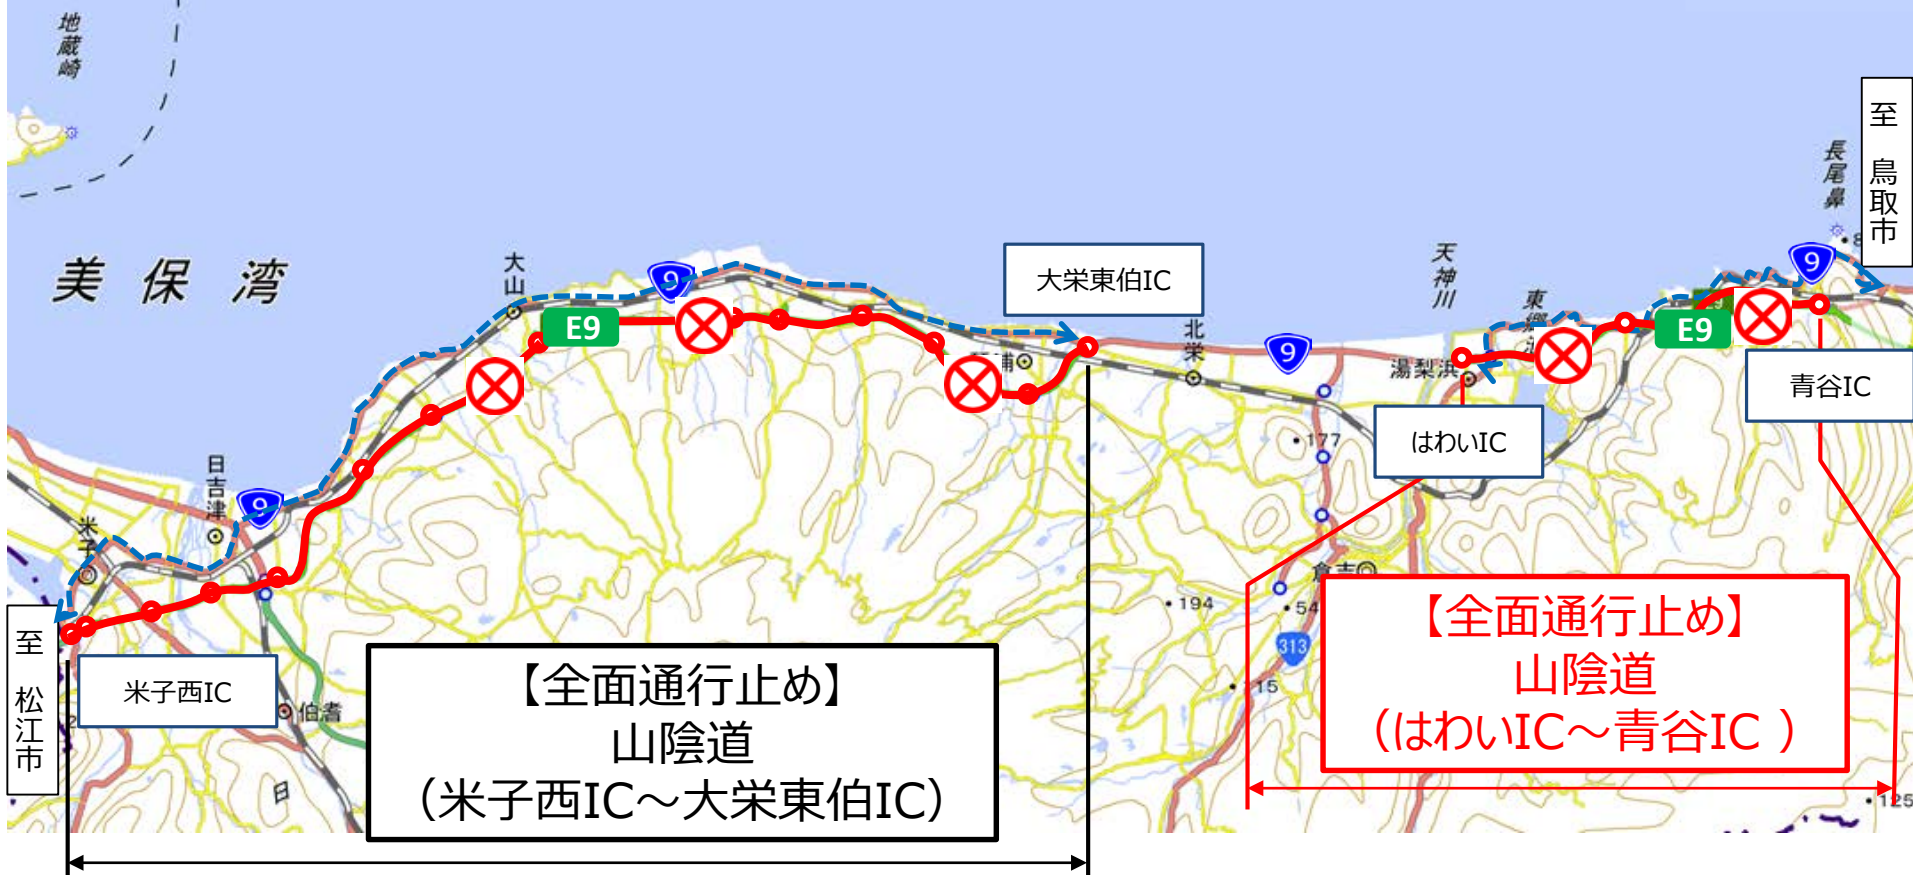 地蔵崎
美保湾
大山
9
E9
大栄東伯IC
北栄
9
天神川
東郷池
湯梨浜
はわいIC
E9
9
長尾鼻
至 鳥取市
青谷IC
日吉津
9
米子
至 松江市
米子西IC
伯耆
日
177
倉吉
194
54
313
115
125
【全面通行止め】
山陰道
（米子西IC～大栄東伯IC）
【全面通行止め】
山陰道
（はわいIC～青谷IC ）